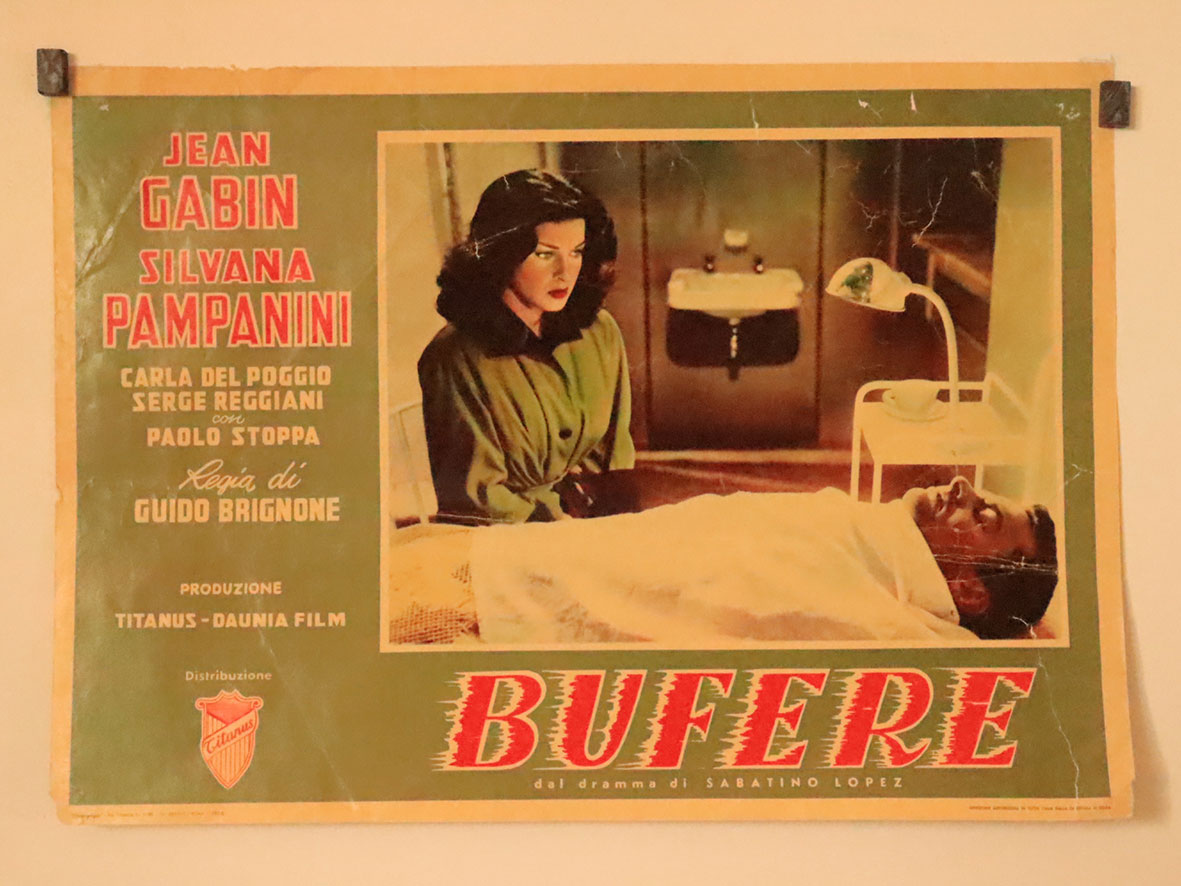 JEAN
GABIN
SILVANA
PAMPANINI
CARLA DEL POGGIO
SERGE REGGIANI
con
PAOLO STOPPA
Regia di
GUIDO BRIGNONE
PRODUZIONE
TITANUS - DAUNIA FILM
Distribuzione
Titanus
BUFERE
dal dramma di SABATINO LOPEZ